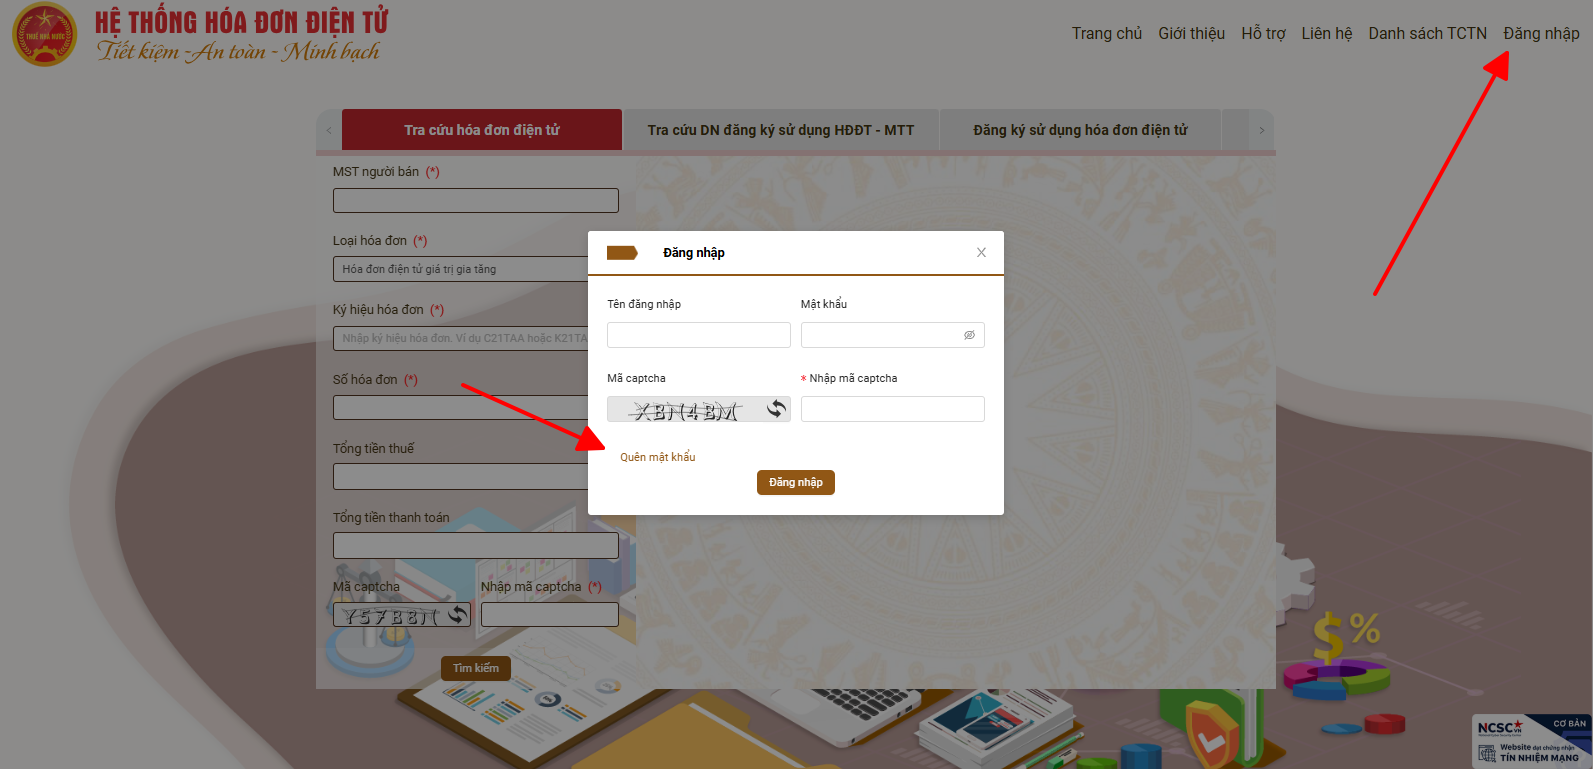 HỆ THỐNG HÓA ĐƠN ĐIỆN TỬ
Tiết kiệm - An toàn - Minh bạch
THUẾ NHÀ NƯỚC
Trang chủ Giới thiệu Hỗ trợ Liên hệ Danh sách TCTN Đăng nhập
Tra cứu hóa đơn điện tử
Tra cứu DN đăng ký sử dụng HĐĐT - MTT
Đăng ký sử dụng hóa đơn điện tử
MST người bán (*)
Loại hóa đơn (*)
Hóa đơn điện tử giá trị gia tăng
Ký hiệu hóa đơn (*)
Nhập ký hiệu hóa đơn. Ví dụ C21TAA hoặc K21TA
Số hóa đơn (*)
Tổng tiền thuế
Tổng tiền thanh toán
Mã captcha
Nhập mã captcha (*)
Y57B8M
Tìm kiếm
Đăng nhập
Tên đăng nhập
Mật khẩu
Mã captcha
* Nhập mã captcha
XBN4BM
Quên mật khẩu
Đăng nhập
$%
NCSC.VN
CƠ BẢN
Website đạt chứng nhận
TÍN NHIỆM MẠNG